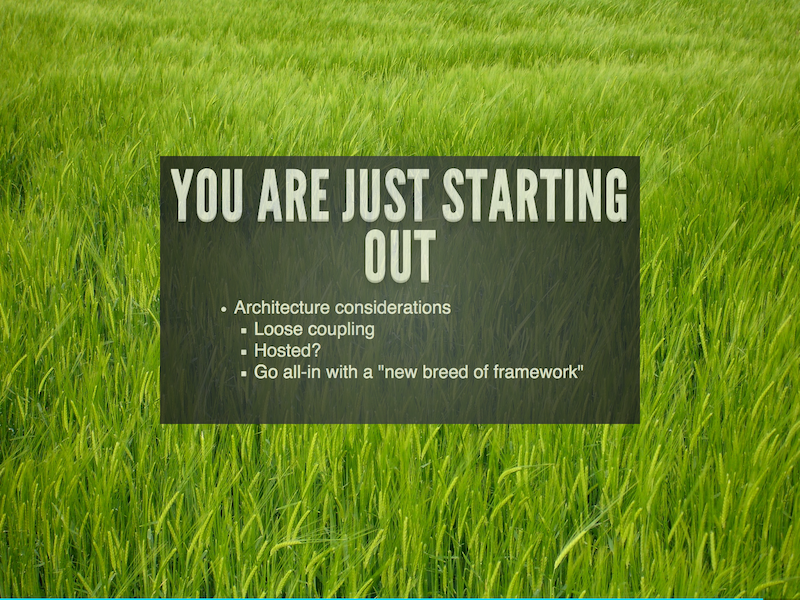 YOU ARE JUST STARTING
OUT
Architecture considerations
Loose coupling
Hosted?
Go all-in with a "new breed of framework"